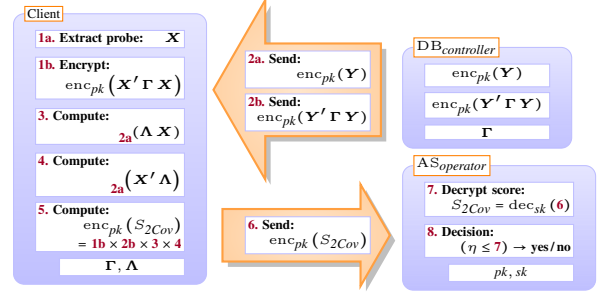 Client
1a. Extract probe: X
1b. Encrypt:
enc_pk(X′ Γ X)
3. Compute:
2a(Λ X)
4. Compute:
2a(X′Λ)
5. Compute:
enc_pk(S_2Cov)
= 1b × 2b × 3 × 4
Γ, Λ
2a. Send:
enc_pk(Y)
2b. Send:
enc_pk(Y′ Γ Y)
6. Send:
enc_pk(S_2Cov)
DB_controller
enc_pk(Y)
enc_pk(Y′ Γ Y)
Γ
AS_operator
7. Decrypt score:
S_2Cov = dec_sk(6)
8. Decision:
(η ≤ 7) → yes/no
pk, sk